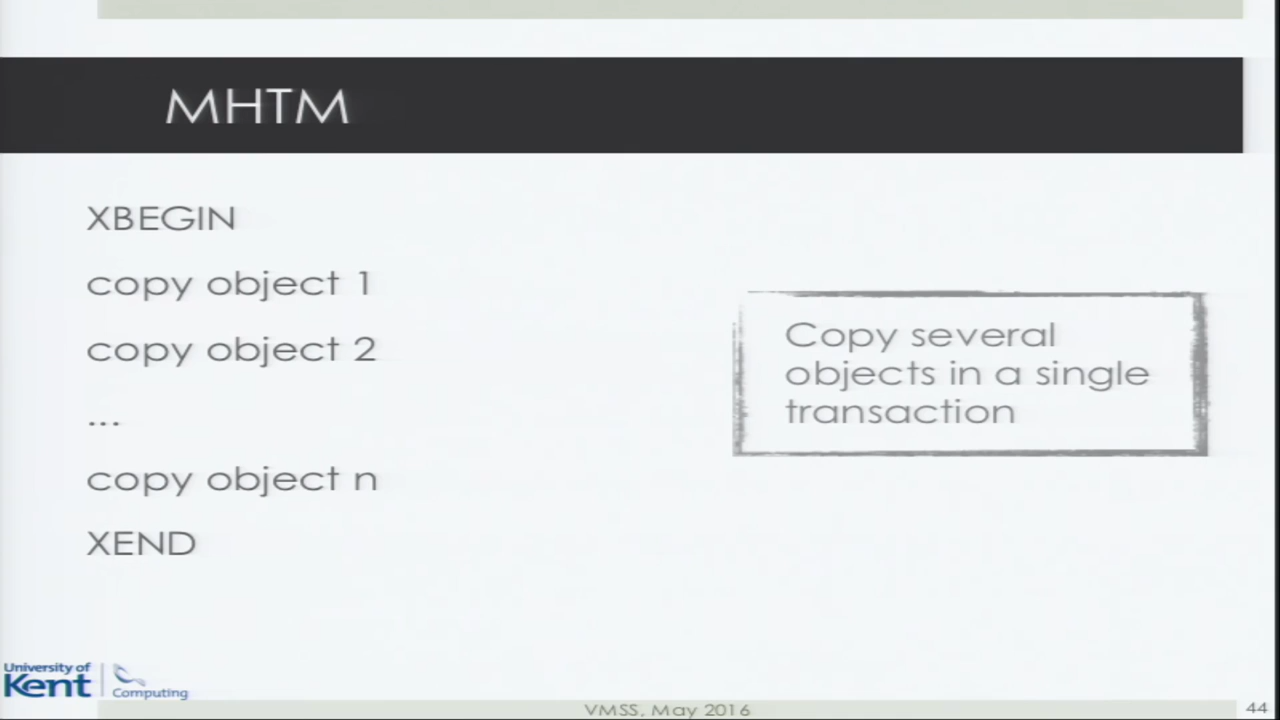 MHTM
XBEGIN
copy object 1
copy object 2
...
copy object n
XEND
Copy several
objects in a single
transaction
University of
Kent
Computing
VMSS, May 2016
44